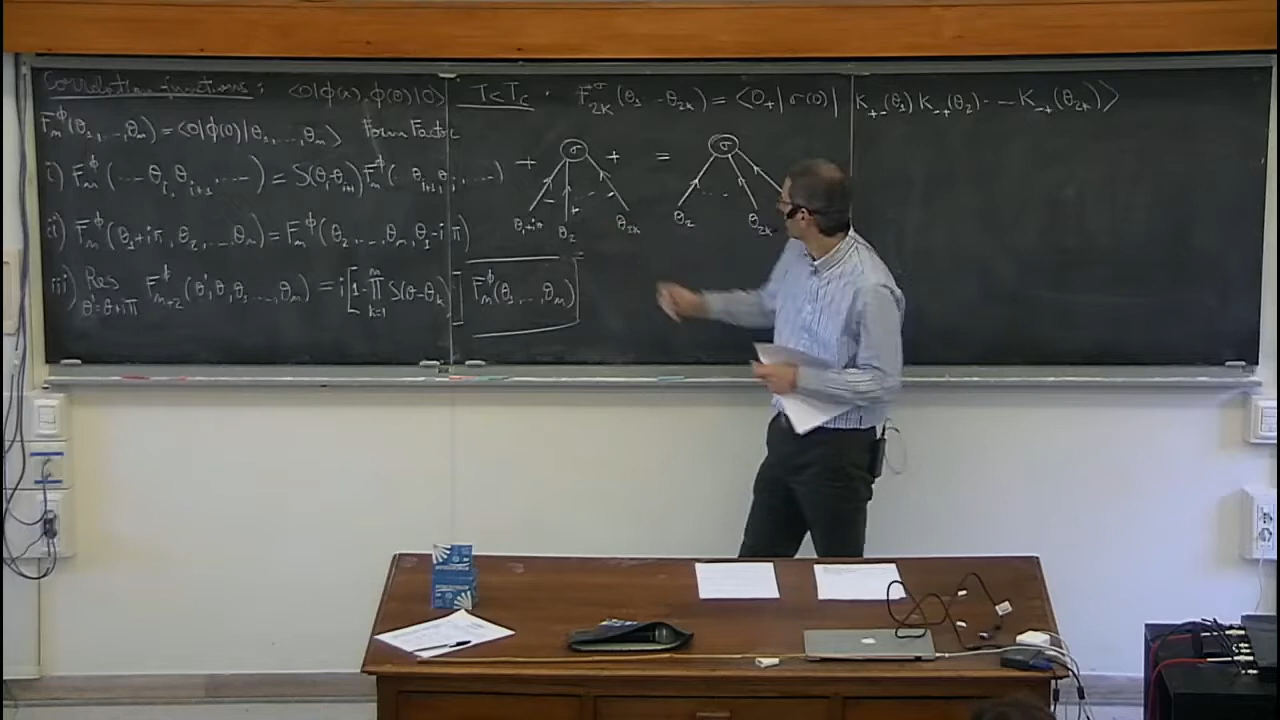 Correlation functions : <0|ϕ(x), ϕ(0)|0>
F_m^ϕ(θ_1,...,θ_m) = <0|ϕ(0)|θ_1,...,θ_m> Form Factor
i) F_m^ϕ(...θ_i, θ_{i+1},...) = S(θ_i-θ_{i+1}) F_m^ϕ(...θ_{i+1}, θ_i,...)
ii) F_m^ϕ(θ_1+iπ, θ_2,...,θ_m) = F_m^ϕ(θ_2,...,θ_m, θ_1-iπ)
iii) Res_{θ'=θ+iπ} F_{m+2}^ϕ(θ', θ, θ_1,...,θ_m) = i[1-∏_{k=1}^m S(θ-θ_k)] F_m^ϕ(θ_1,...,θ_m)
T<T_c . F_{2k}^σ(θ_1 - θ_{2k}) = <0_+|σ(0)| K_{+-}(θ_1) K_{-+}(θ_2) --- K_{-+}(θ_{2k})>
+ σ + = σ
- +
θ_1+iπ θ_2 θ_{2k} θ_2 θ_{2k}